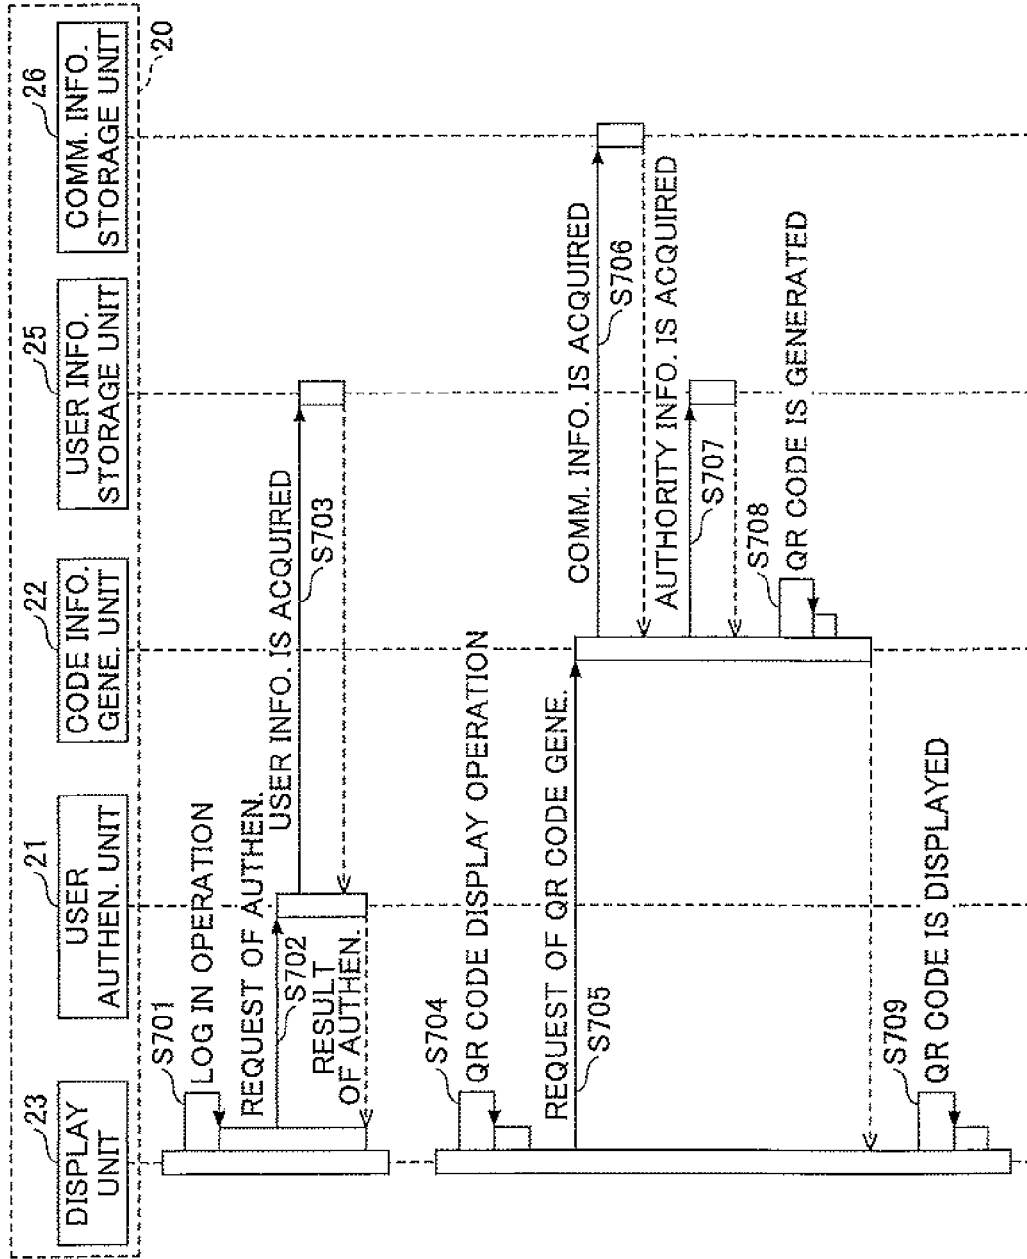 20
23
DISPLAY
UNIT
21
USER
AUTHEN. UNIT
22
CODE INFO.
GENE. UNIT
25
USER INFO.
STORAGE UNIT
26
COMM. INFO.
STORAGE UNIT
S701
LOG IN OPERATION
REQUEST OF AUTHEN.
S702
USER INFO. IS ACQUIRED
S703
RESULT
OF AUTHEN.
S704
QR CODE DISPLAY OPERATION
REQUEST OF QR CODE GENE.
S705
COMM. INFO. IS ACQUIRED
S706
AUTHORITY INFO. IS ACQUIRED
S707
S708
QR CODE IS GENERATED
S709
QR CODE IS DISPLAYED